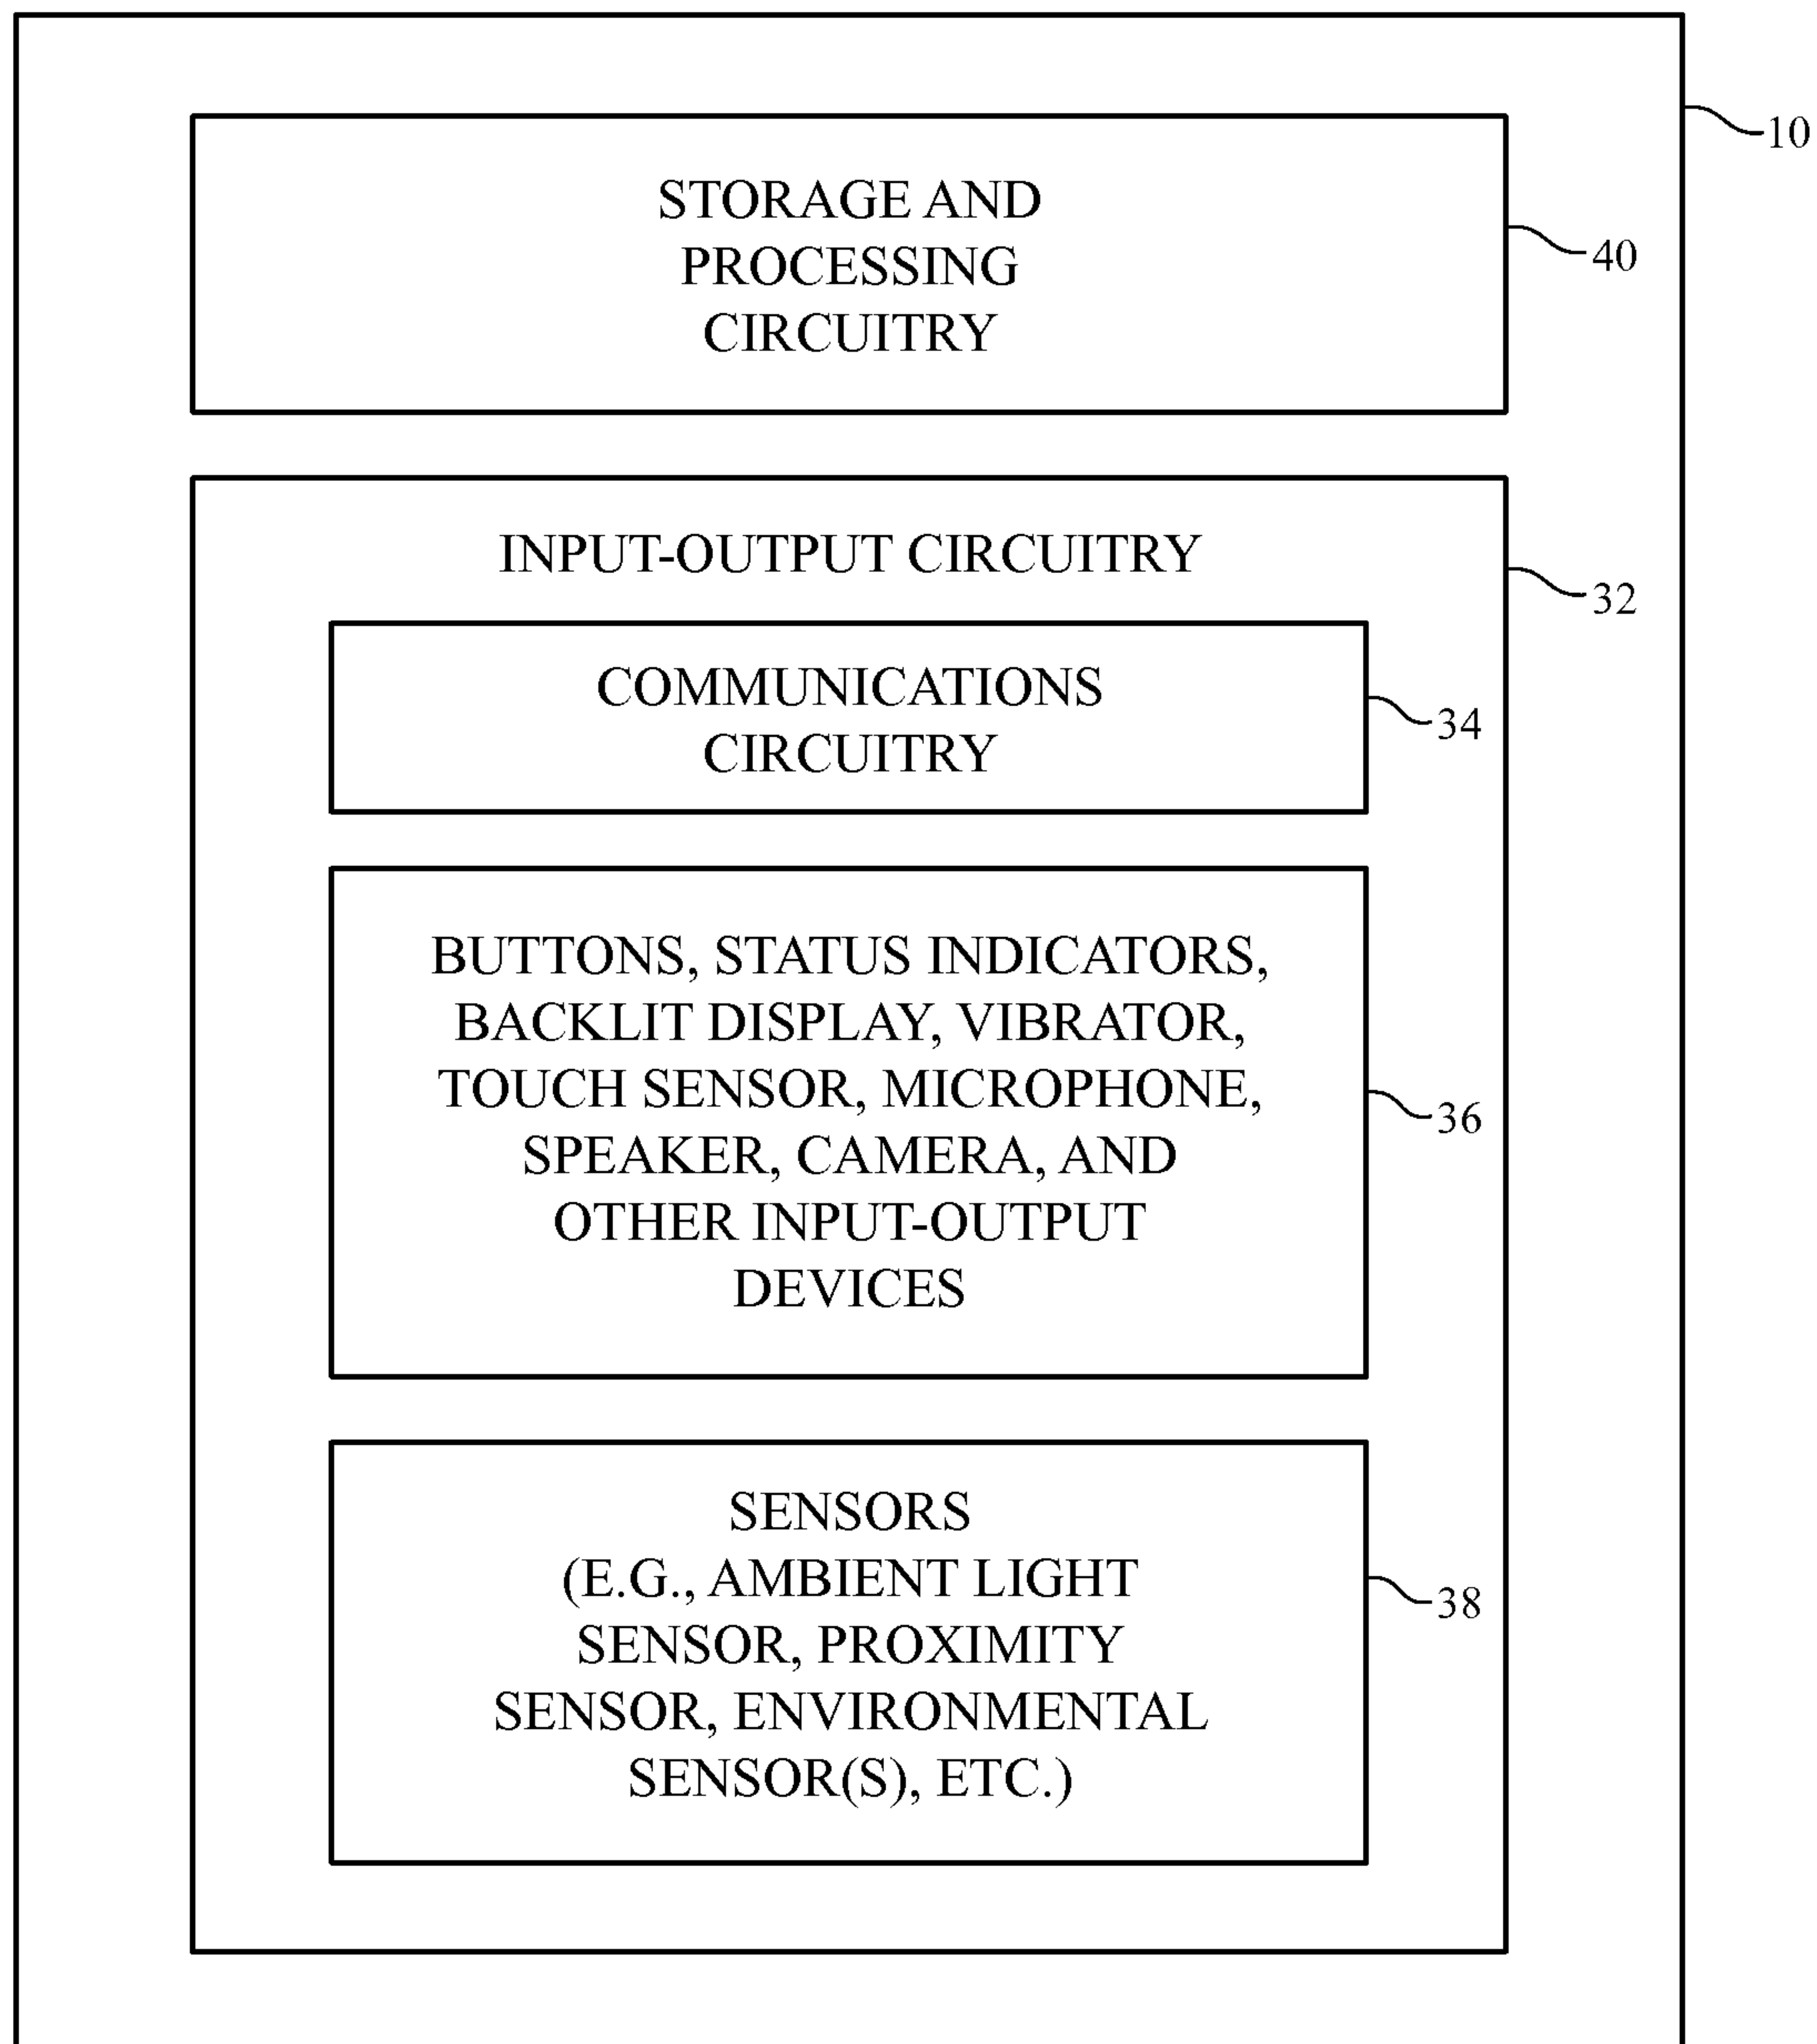 10
STORAGE AND
PROCESSING
CIRCUITRY
40
INPUT-OUTPUT CIRCUITRY
32
COMMUNICATIONS
CIRCUITRY
34
BUTTONS, STATUS INDICATORS,
BACKLIT DISPLAY, VIBRATOR,
TOUCH SENSOR, MICROPHONE,
SPEAKER, CAMERA, AND
OTHER INPUT-OUTPUT
DEVICES
36
SENSORS
(E.G., AMBIENT LIGHT
SENSOR, PROXIMITY
SENSOR, ENVIRONMENTAL
SENSOR(S), ETC.)
38